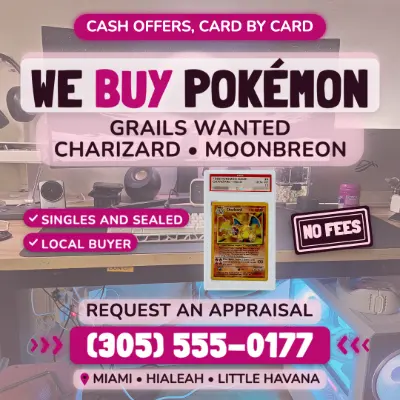 CASH OFFERS, CARD BY CARD
WE BUY POKÉMON
GRAILS WANTED
CHARIZARD • MOONBREON
SINGLES AND SEALED
LOCAL BUYER
NO FEES
Charizard
REQUEST AN APPRAISAL
(305) 555-0177
MIAMI • HIALEAH • LITTLE HAVANA